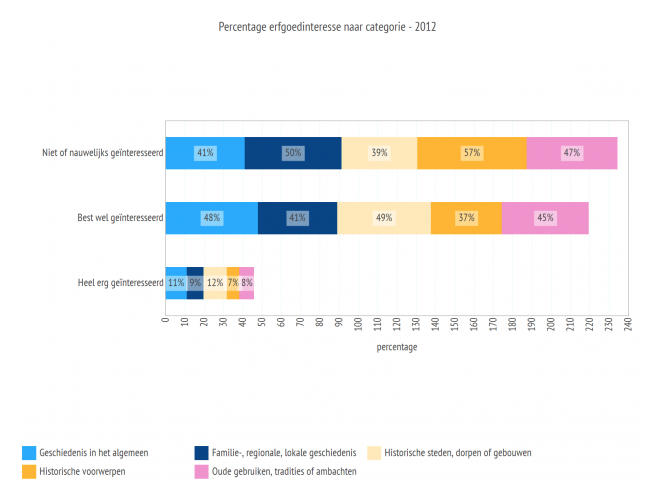 Percentage erfgoedinteresse naar categorie - 2012
Niet of nauwelijks geïnteresseerd 41% 50% 39% 57% 47%
Best wel geïnteresseerd 48% 41% 49% 37% 45%
Heel erg geïnteresseerd 11% 9% 12% 7% 8%
0 10 20 30 40 50 60 70 80 90 100 110 120 130 140 150 160 170 180 190 200 210 220 230 240
percentage
Geschiedenis in het algemeen Familie-, regionale, lokale geschiedenis Historische steden, dorpen of gebouwen
Historische voorwerpen Oude gebruiken, tradities of ambachten